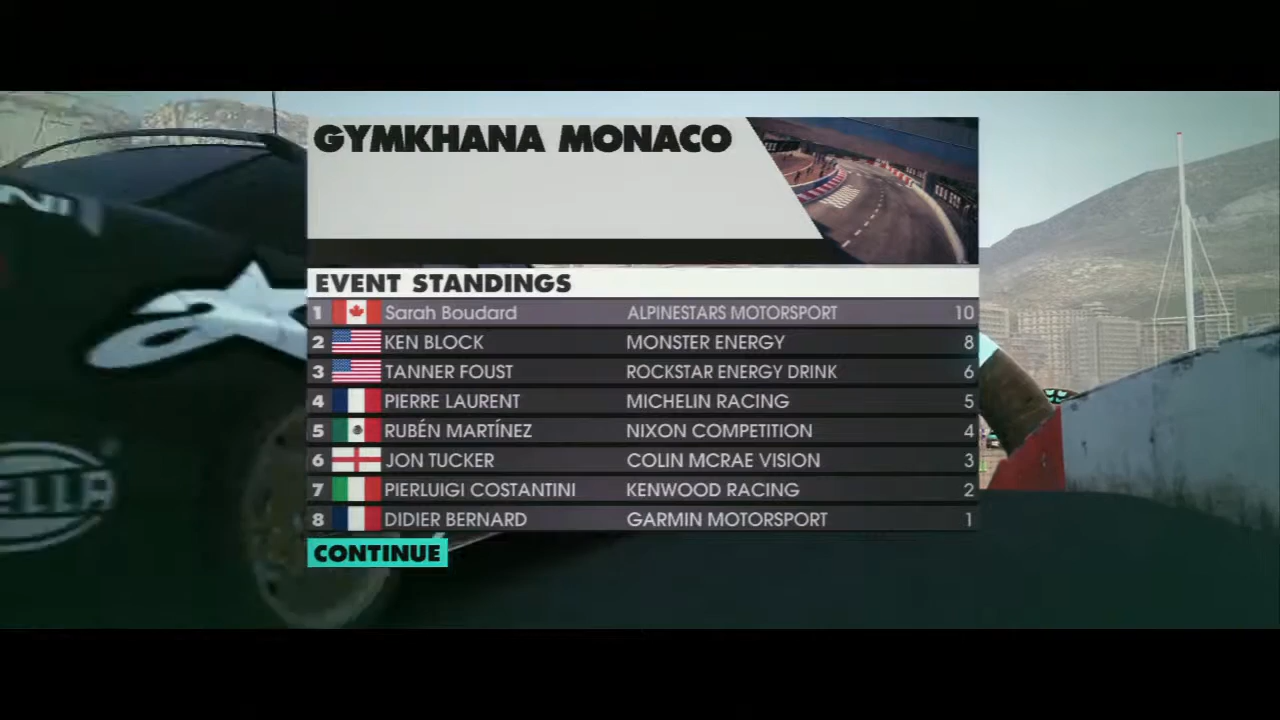 GYMKHANA MONACO
EVENT STANDINGS
1 Sarah Boudard ALPINESTARS MOTORSPORT 10
2 KEN BLOCK MONSTER ENERGY 8
3 TANNER FOUST ROCKSTAR ENERGY DRINK 6
4 PIERRE LAURENT MICHELIN RACING 5
5 RUBÉN MARTÍNEZ NIXON COMPETITION 4
6 JON TUCKER COLIN MCRAE VISION 3
7 PIERLUIGI COSTANTINI KENWOOD RACING 2
8 DIDIER BERNARD GARMIN MOTORSPORT 1
CONTINUE
ELLA